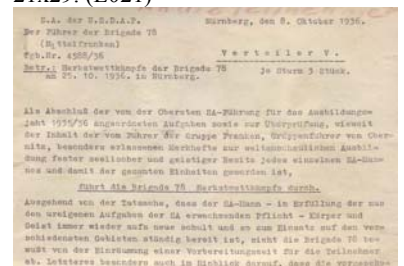 21x29. (E021)
S.A. der N.S.D.A.P. Nürnberg, den 8. Oktober 1936.
Der Führer der Brigade 78
(Mittelfranken)
Tgb.Nr. 4588/36 Verteiler V.
Betr.: Herbstwettkämpfe der Brigade 78 Je Sturm 3 Stück.
am 25. 10. 1936. in Nürnberg.
Als Abschluß der von der Obersten SA-Führung für das Ausbildungs=
jahr 1935/36 angeordneten Aufgaben sowie zur Überprüfung, wieweit
der Inhalt der vom Führer der Gruppe Franken, Gruppenführer von Ober-
nitz, besonders erlassenen Merkhefte zur weltanschaulichen Ausbil-
dung fester seelischer und geistiger Besitz jedes einzelnen SA-Man-
nes und damit der gesamten Einheiten geworden ist,
führt die Brigade 78 Herbstwettkämpfe durch.
Ausgehend von der Tatsache, dass der SA-Mann - in Erfüllung der aus
den ureigenen Aufgaben der SA erwachsenden Pflicht - Körper und
Geist immer wieder aufs neue schult und so zum Einsatz auf den ver=
schiedensten Gebieten ständig bereit ist, sieht die Brigade 78 be=
wußt von der Einräumung einer Vorbereitungszeit für die Teilnehmer
ab. Letzteres besonders auch im Hinblick darauf, dass die